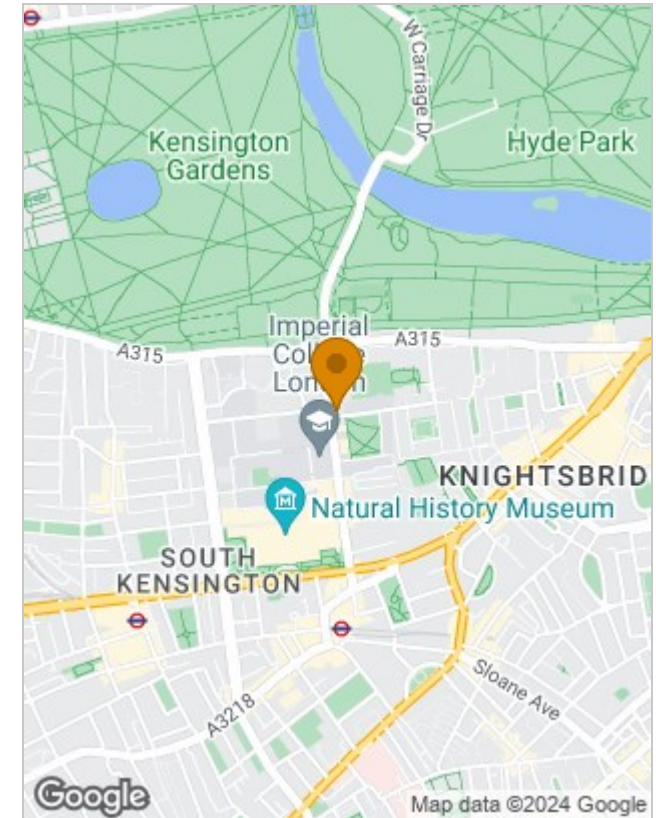 W Carriage Dr
Kensington
Gardens
Hyde Park
Imperial
College
London
A315
A315
KNIGHTSBRID
Natural History Museum
SOUTH
KENSINGTON
Sloane Ave
A3218
Google
Map data ©2024 Google